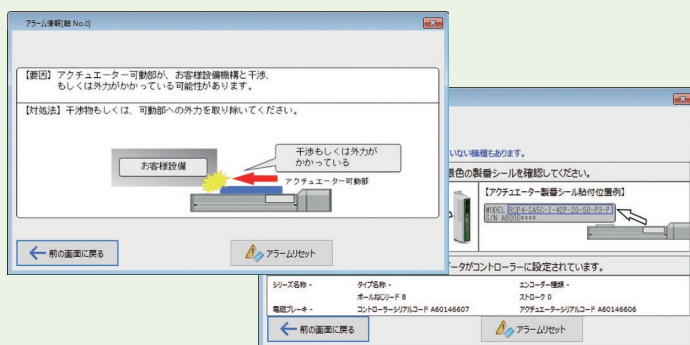 アラーム情報[軸 No.0]
【要因】アクチュエーター可動部が、お客様設備機構と干渉、
もしくは外力がかかっている可能性があります。
【対処法】干渉物もしくは、可動部への外力を取り除いてください。
お客様設備
干渉もしくは外力が
かかっている
アクチュエーター可動部
前の画面に戻る
アラームリセット
いない機種もあります。
銀色の製番シールを確認してください。
【アクチュエーター製番シール貼付位置例】
MODEL RCP4-SA5C-I-42P-20-50-P3-P
S/N A6000****
ータがコントローラーに設定されています。
シリーズ名称 -
タイプ名称 -
エンコーダー種類 -
ボールねじリード 8
ストローク 0
電磁ブレーキ -
コントローラーシリアルコード A60146607
アクチュエーターシリアルコード A60146606
前の画面に戻る
アラームリセット